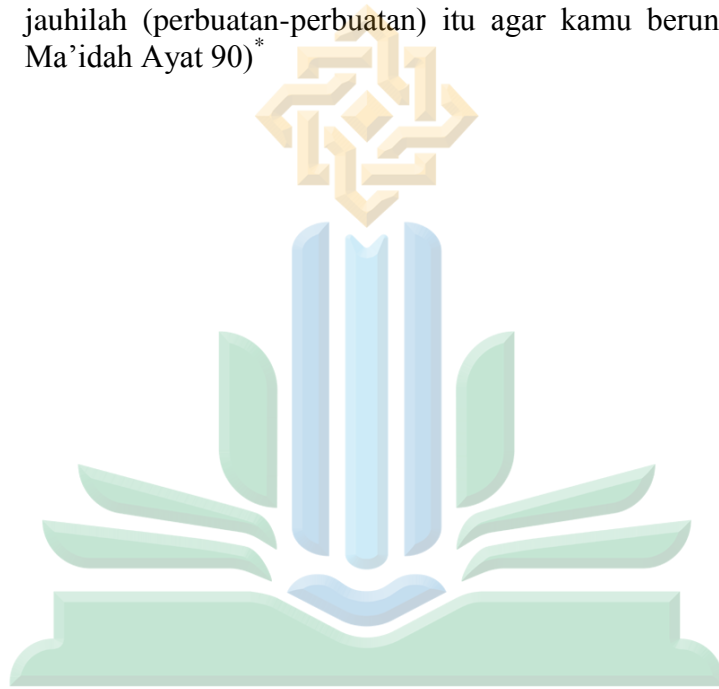 jauhilah (perbuatan-perbuatan) itu agar kamu berun
Ma’idah Ayat 90)*